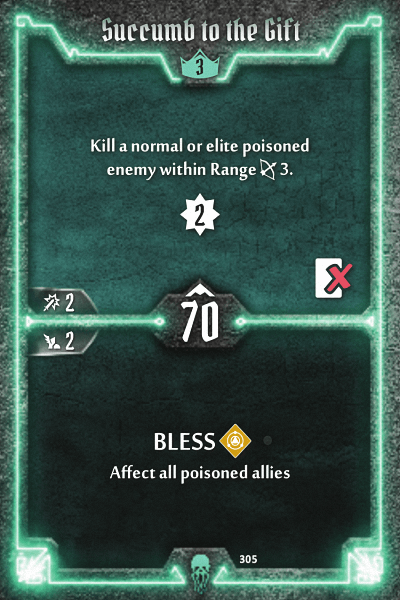 Succumb to the Gift
3
Kill a normal or elite poisoned
enemy within Range 3.
2
2
70
2
BLESS
Affect all poisoned allies
305